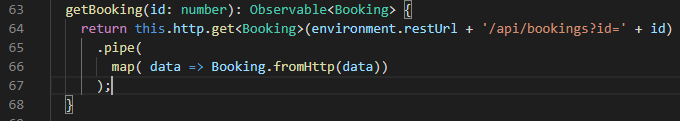 63 getBooking(id: number): Observable<Booking> {
64 return this.http.get<Booking>(environment.restUrl + '/api/bookings?id=' + id)
65 .pipe(
66 map( data => Booking.fromHttp(data))
67 );
68 }